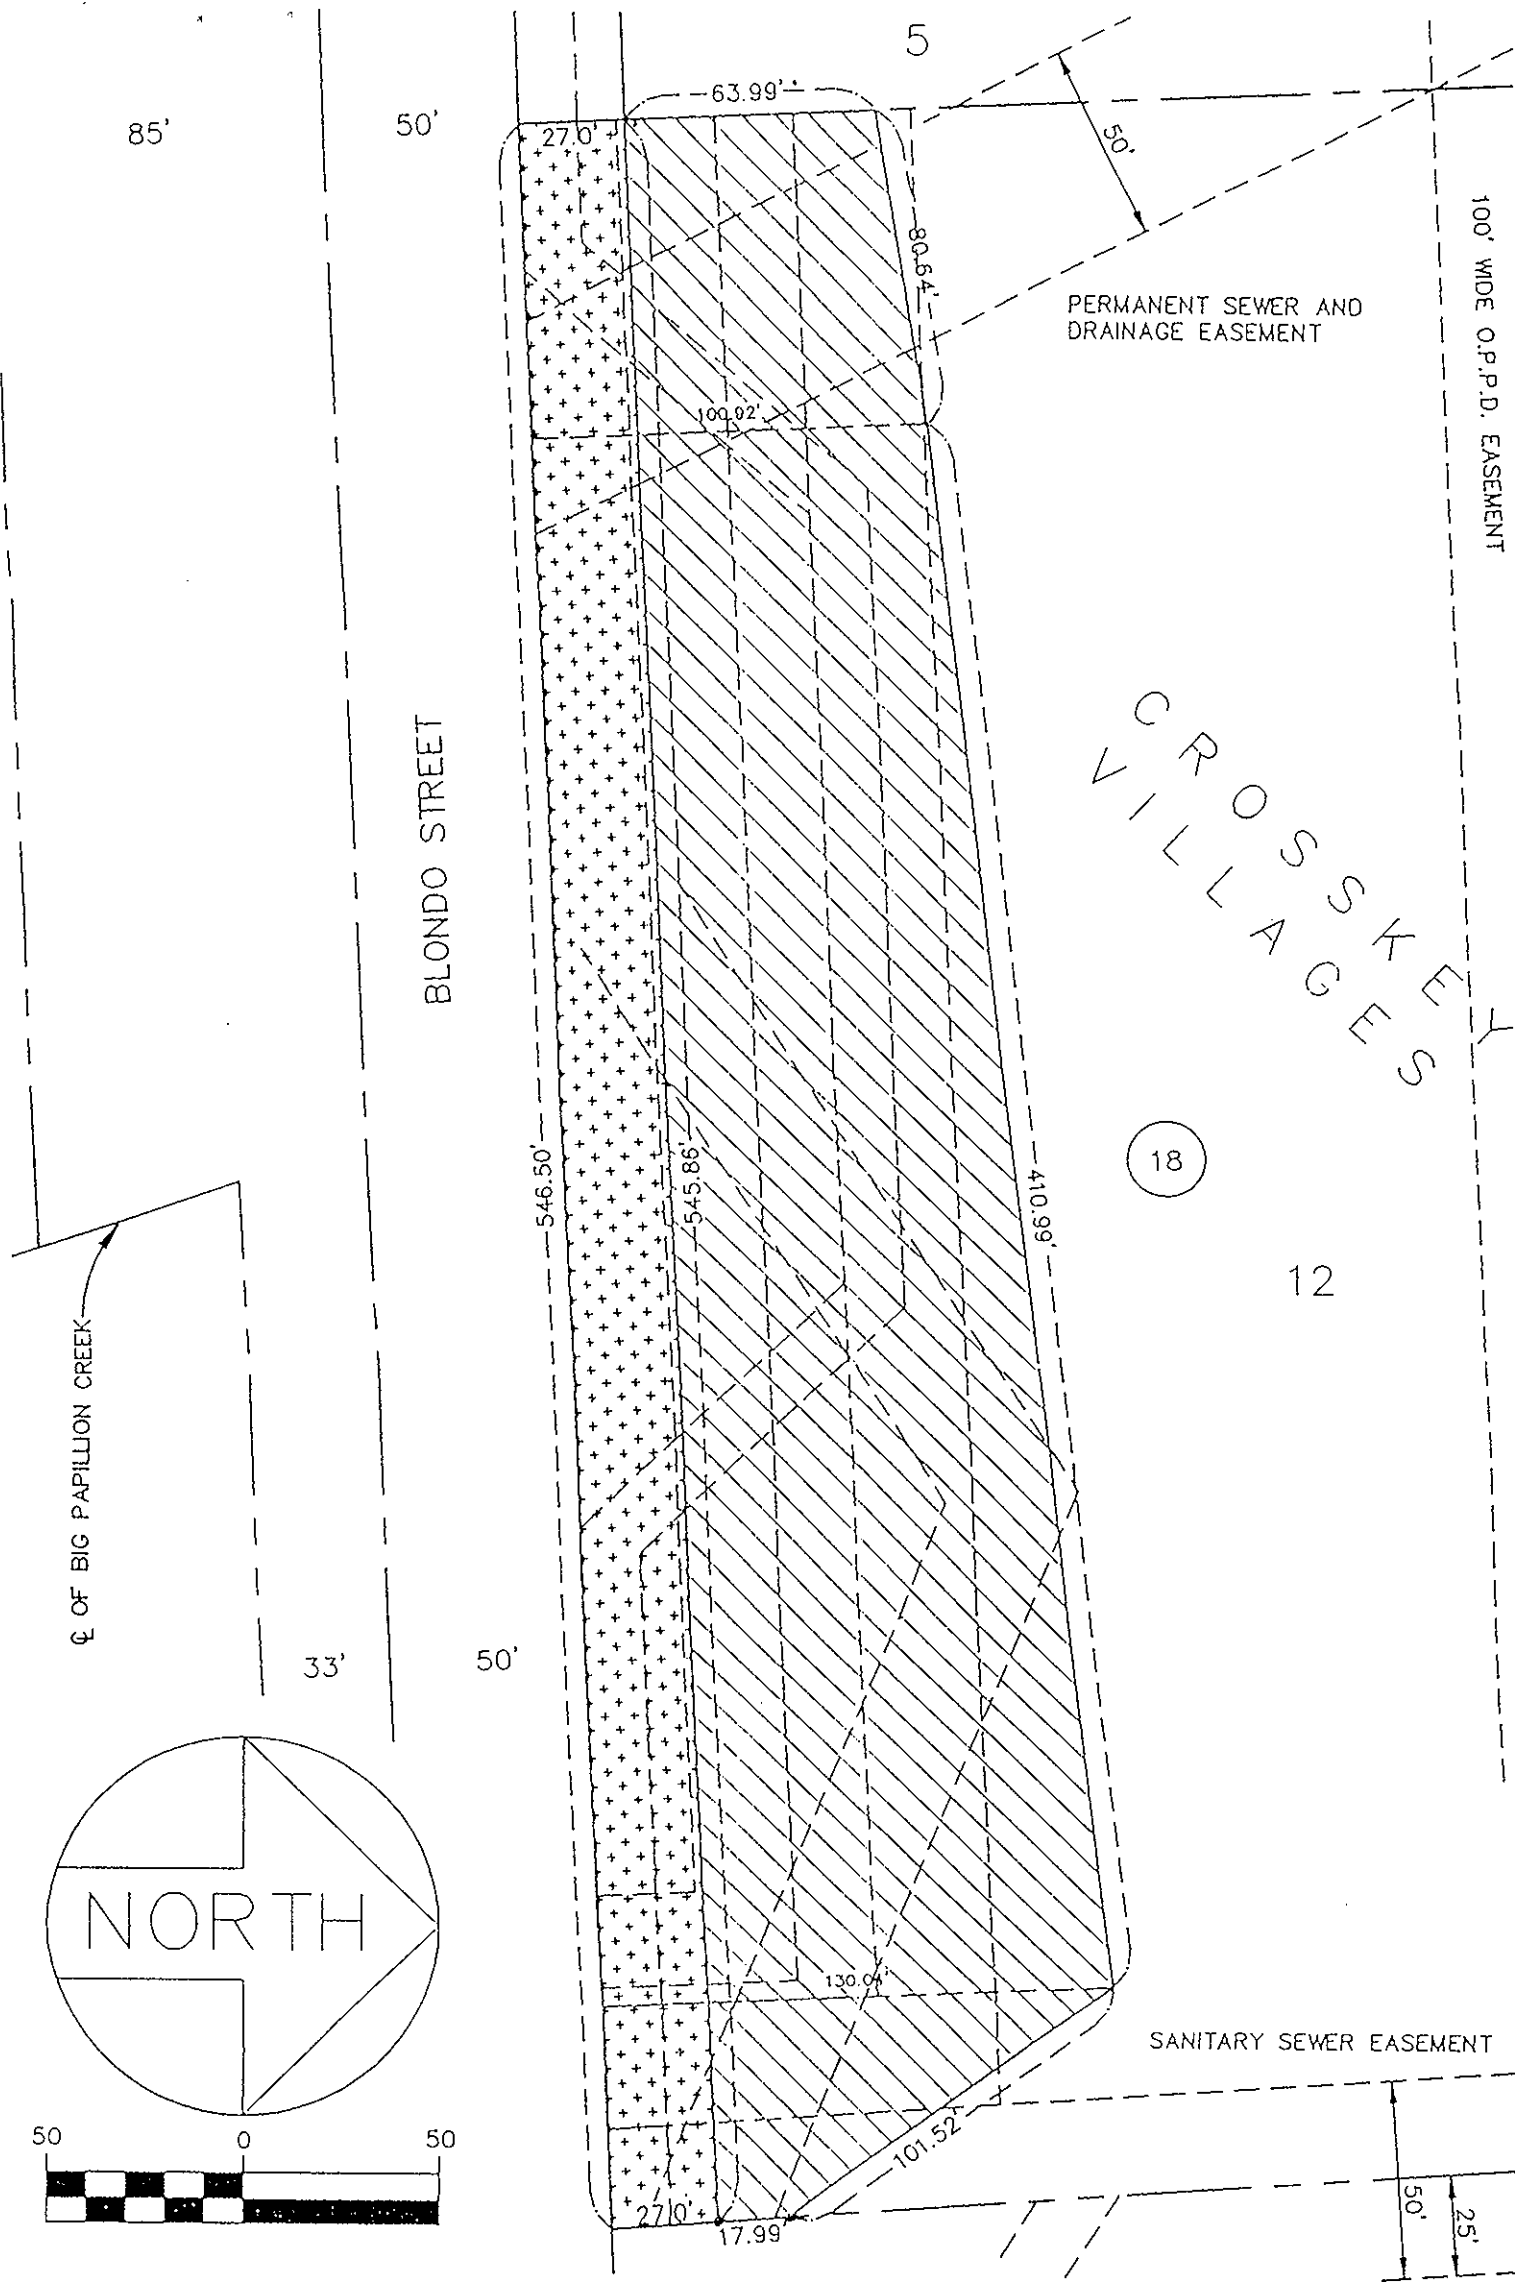 5
85'
50'
63.99'
27.0'
50'
80.64'
100' WIDE O.P.P.D. EASEMENT
PERMANENT SEWER AND
DRAINAGE EASEMENT
100.92'
BLONDO STREET
CROSSKEY
VILLAGES
546.50'
545.86'
410.99'
18
12
℄ OF BIG PAPILLION CREEK
33'
50'
NORTH
130.04'
SANITARY SEWER EASEMENT
50 0 50
101.52'
27.0'
17.99'
50'
25'